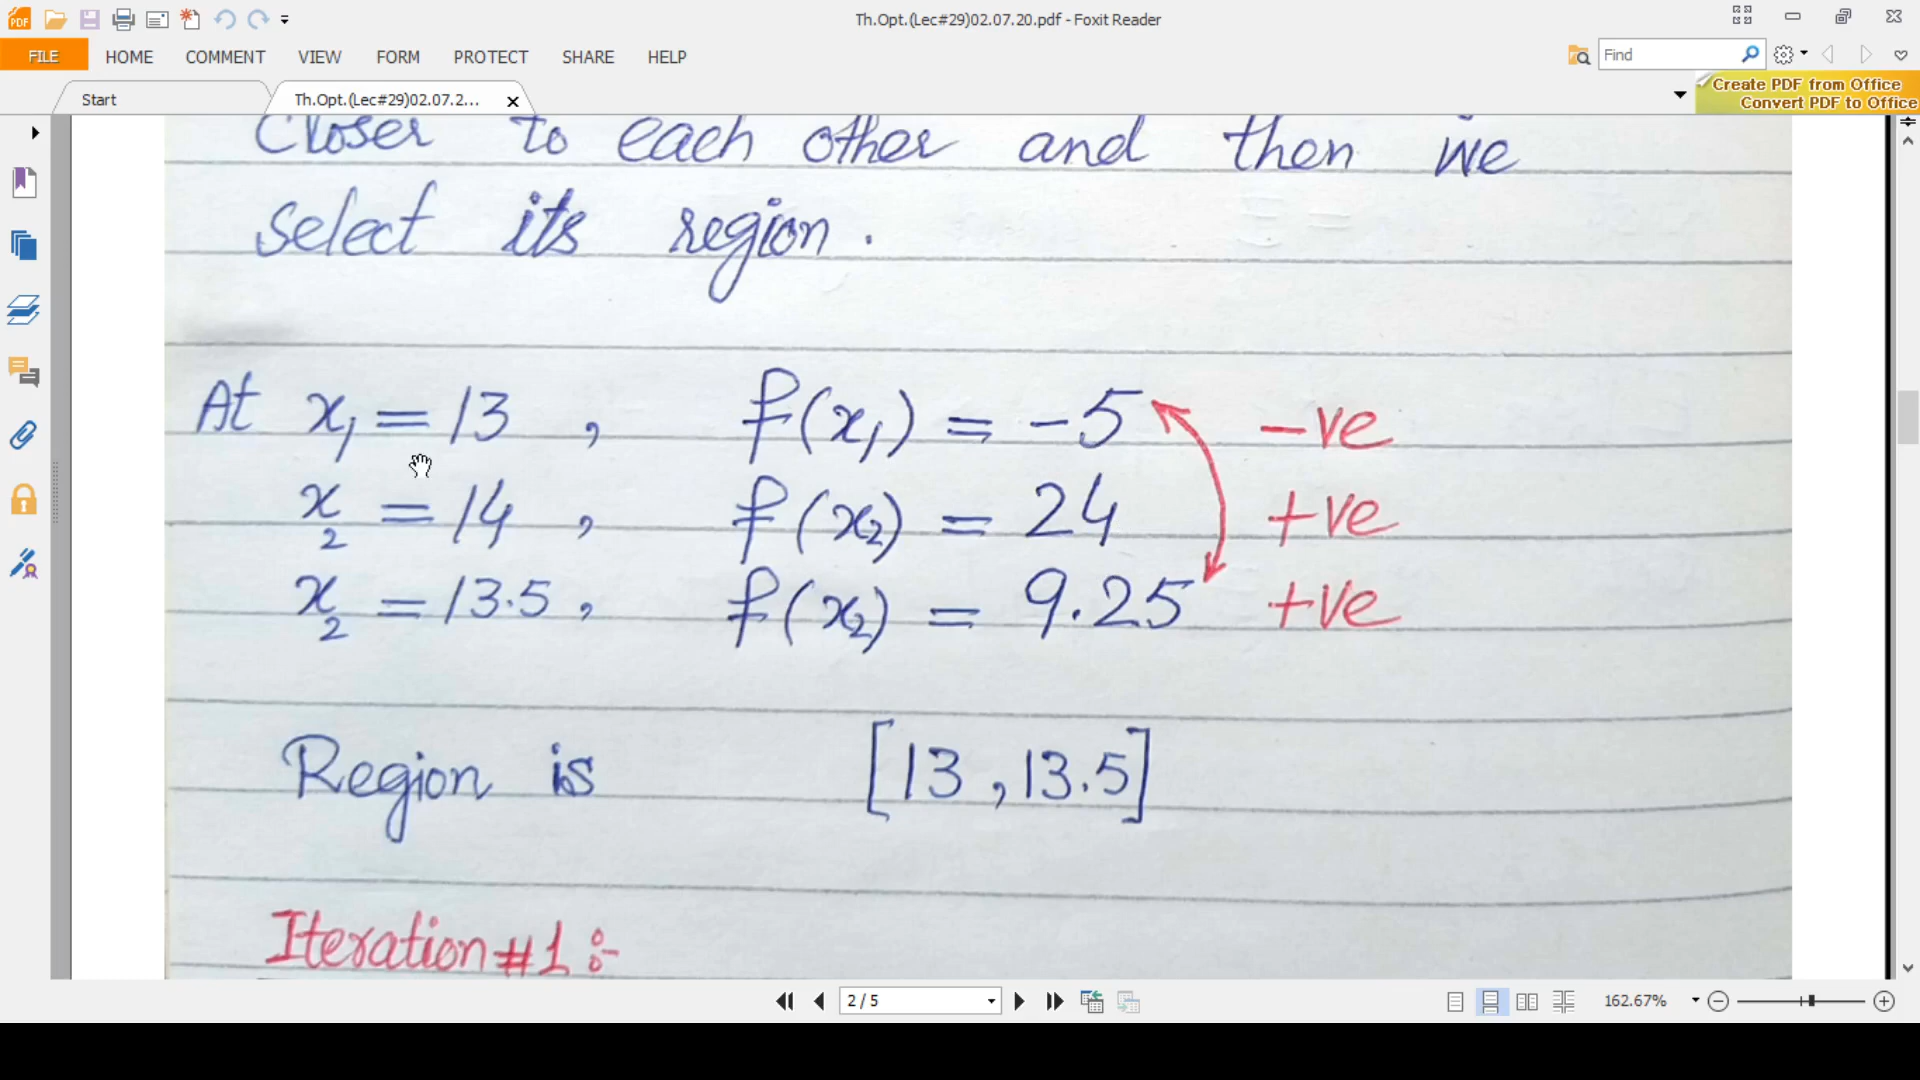 Th.Opt.(Lec#29)02.07.20.pdf - Foxit Reader
FILE HOME COMMENT VIEW FORM PROTECT SHARE HELP
Find
Start
Th.Opt.(Lec#29)02.07.2...
Create PDF from Office
Convert PDF to Office
Closer to each other and then we
select its region.
At x₁ = 13 , f(x₁) = -5 -ve
x₂ = 14 , f(x₂) = 24 +ve
x₂ = 13.5 , f(x₂) = 9.25 +ve
Region is [13 , 13.5]
Iteration #1 :-
2 / 5
162.67%